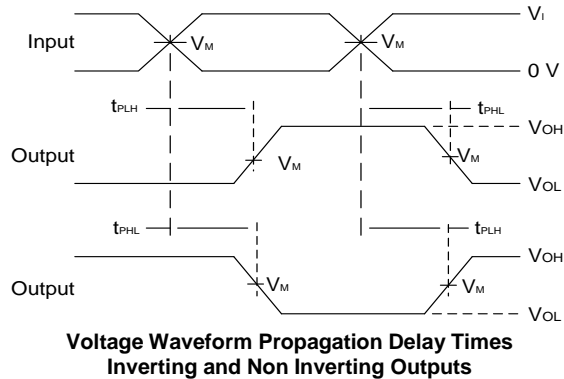 VI
Input
VM
VM
0 V
tPLH
tPHL
VOH
Output
VM
VM
VOL
tPHL
tPLH
VOH
Output
VM
VM
VOL
Voltage Waveform Propagation Delay Times
Inverting and Non Inverting Outputs